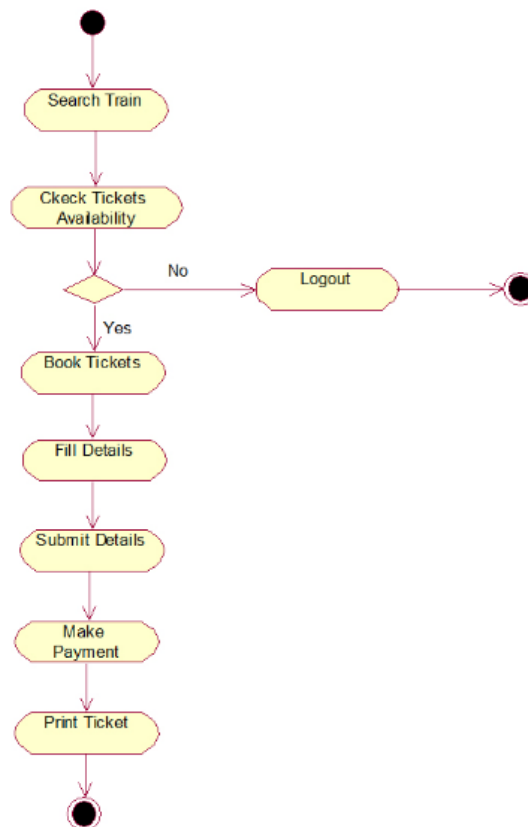 Search Train
Ckeck Tickets
Availability
No
Logout
Yes
Book Tickets
Fill Details
Submit Details
Make
Payment
Print Ticket